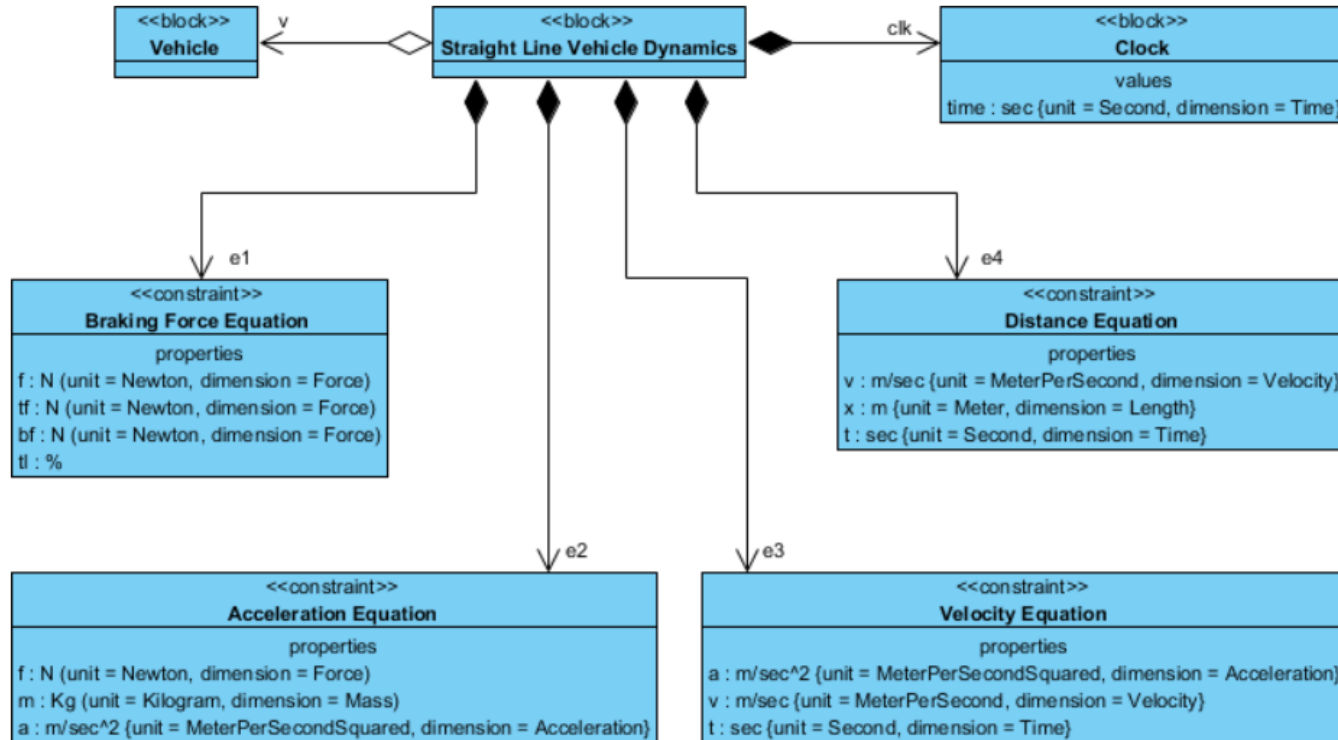 <<block>>
Vehicle
v
<<block>>
Straight Line Vehicle Dynamics
clk
<<block>>
Clock
values
time : sec {unit = Second, dimension = Time}
e1
<<constraint>>
Braking Force Equation
properties
f : N (unit = Newton, dimension = Force)
tf : N (unit = Newton, dimension = Force)
bf : N (unit = Newton, dimension = Force)
tl : %
e4
<<constraint>>
Distance Equation
properties
v : m/sec {unit = MeterPerSecond, dimension = Velocity}
x : m {unit = Meter, dimension = Length}
t : sec {unit = Second, dimension = Time}
e2
<<constraint>>
Acceleration Equation
properties
f : N (unit = Newton, dimension = Force)
m : Kg (unit = Kilogram, dimension = Mass)
a : m/sec^2 {unit = MeterPerSecondSquared, dimension = Acceleration}
e3
<<constraint>>
Velocity Equation
properties
a : m/sec^2 {unit = MeterPerSecondSquared, dimension = Acceleration}
v : m/sec {unit = MeterPerSecond, dimension = Velocity}
t : sec {unit = Second, dimension = Time}